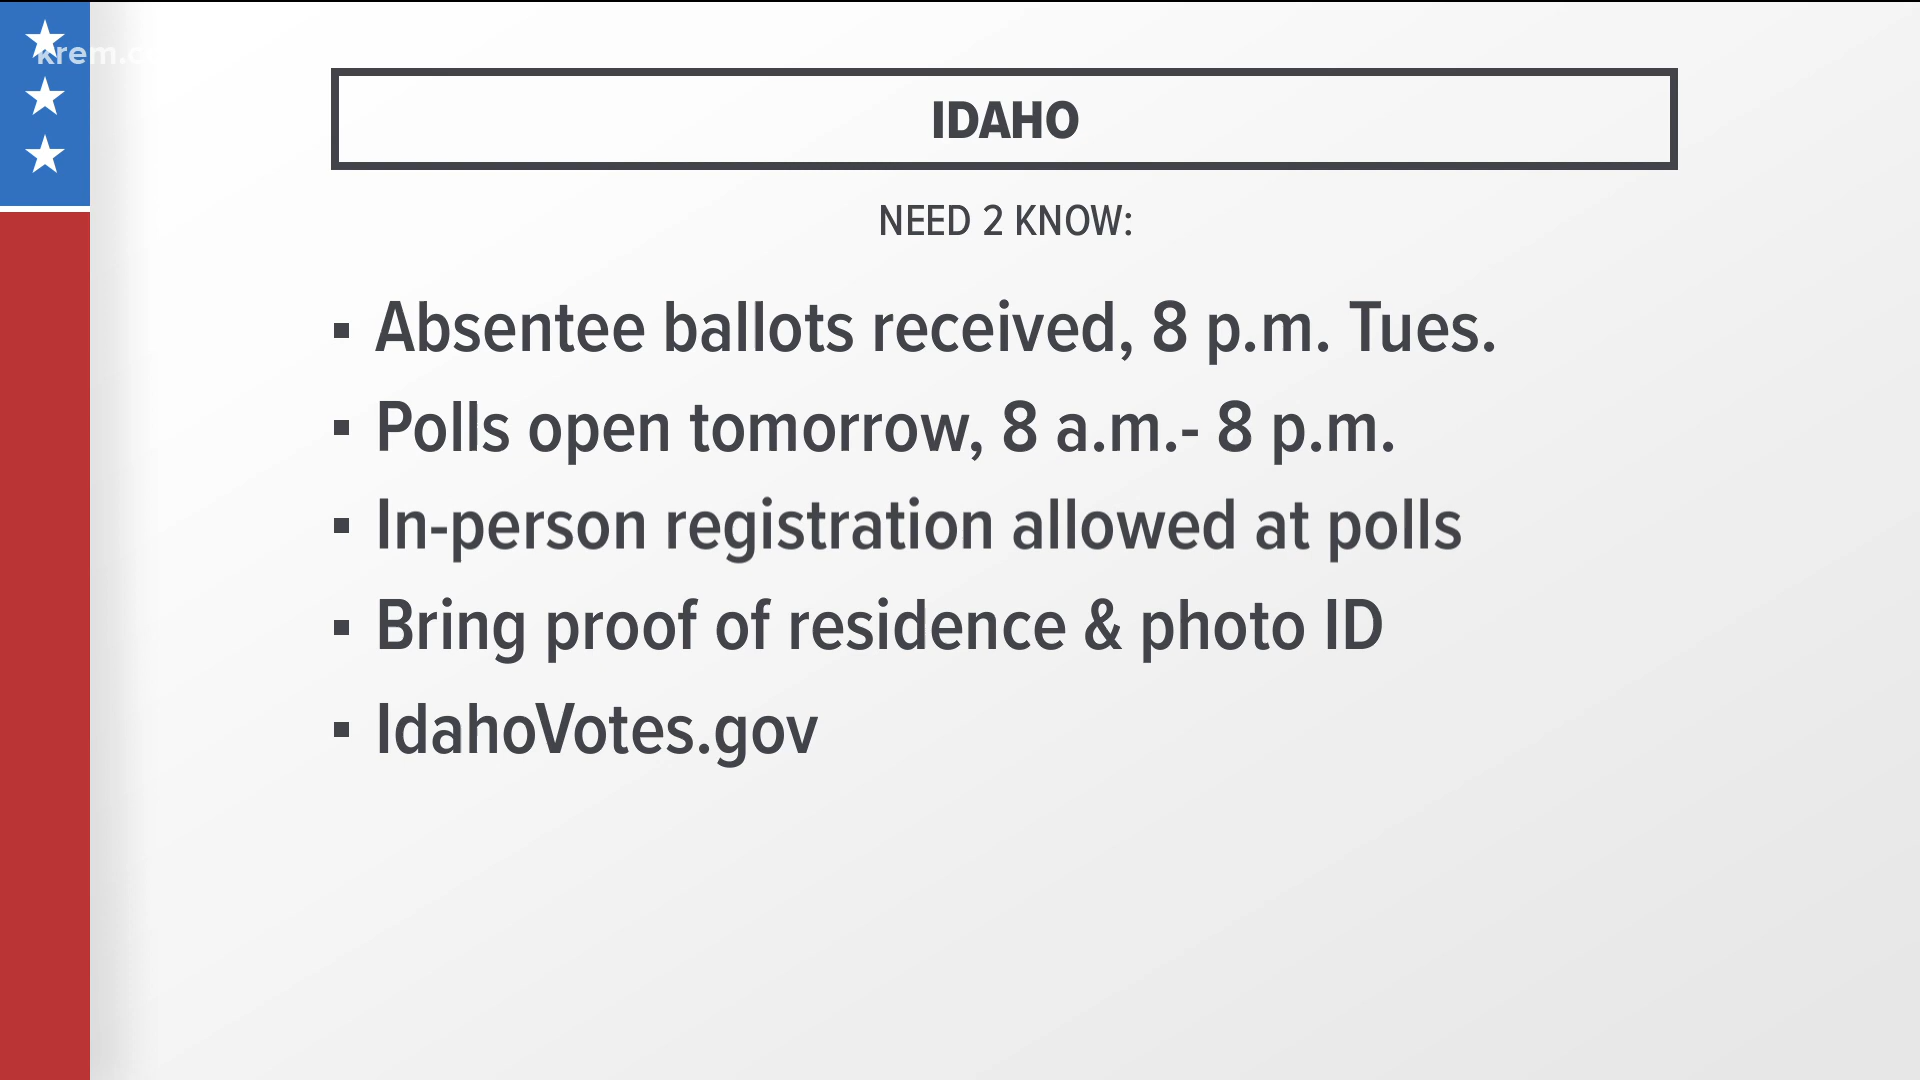 krem.c
IDAHO
NEED 2 KNOW:
▪ Absentee ballots received, 8 p.m. Tues.
▪ Polls open tomorrow, 8 a.m.- 8 p.m.
▪ In-person registration allowed at polls
▪ Bring proof of residence & photo ID
▪ IdahoVotes.gov